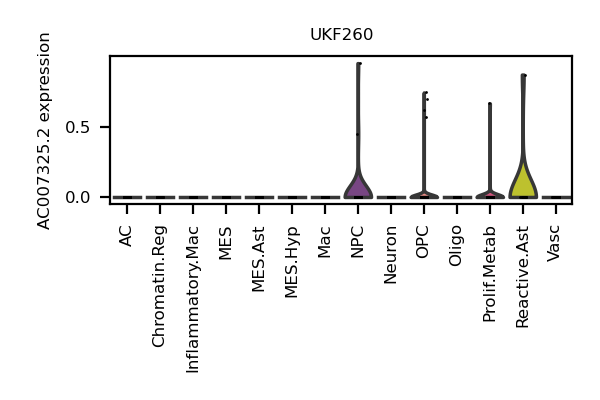 UKF260
AC007325.2 expression
0.5
0.0
AC
Chromatin.Reg
Inflammatory.Mac
MES
MES.Ast
MES.Hyp
Mac
NPC
Neuron
OPC
Oligo
Prolif.Metab
Reactive.Ast
Vasc